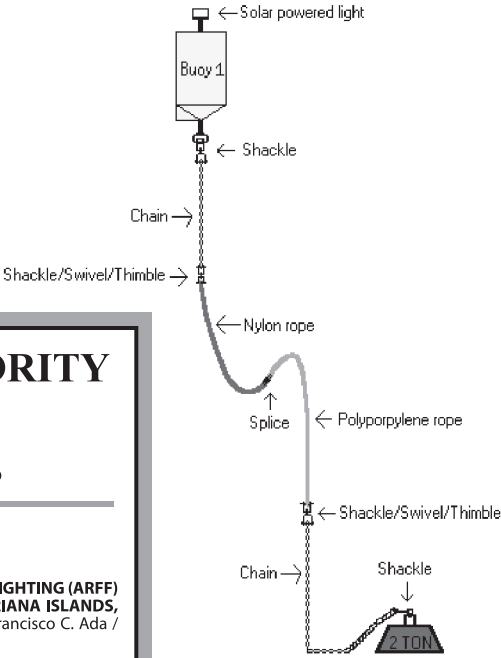 Solar powered light
Buoy 1
Shackle
Chain
Shackle/Swivel/Thimble
Nylon rope
Splice
Polyporpylene rope
Shackle/Swivel/Thimble
Chain
Shackle
2 TON
ORITY
IGHTING (ARFF)
IANA ISLANDS,
rancisco C. Ada /